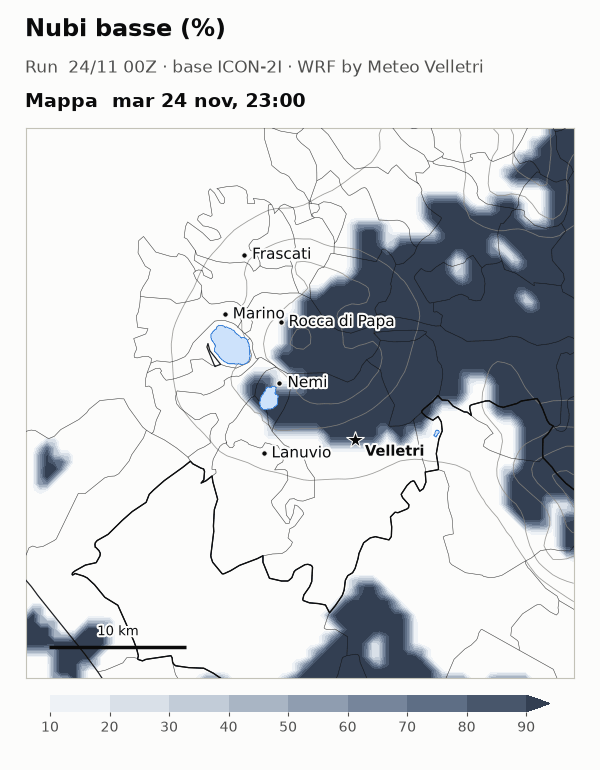 Nubi basse (%)
Run  24/11 00Z · base ICON-2I · WRF by Meteo Velletri
Mappa  mar 24 nov, 23:00
Frascati
Marino
Rocca di Papa
Nemi
Velletri
Lanuvio
10 km
10 20 30 40 50 60 70 80 90